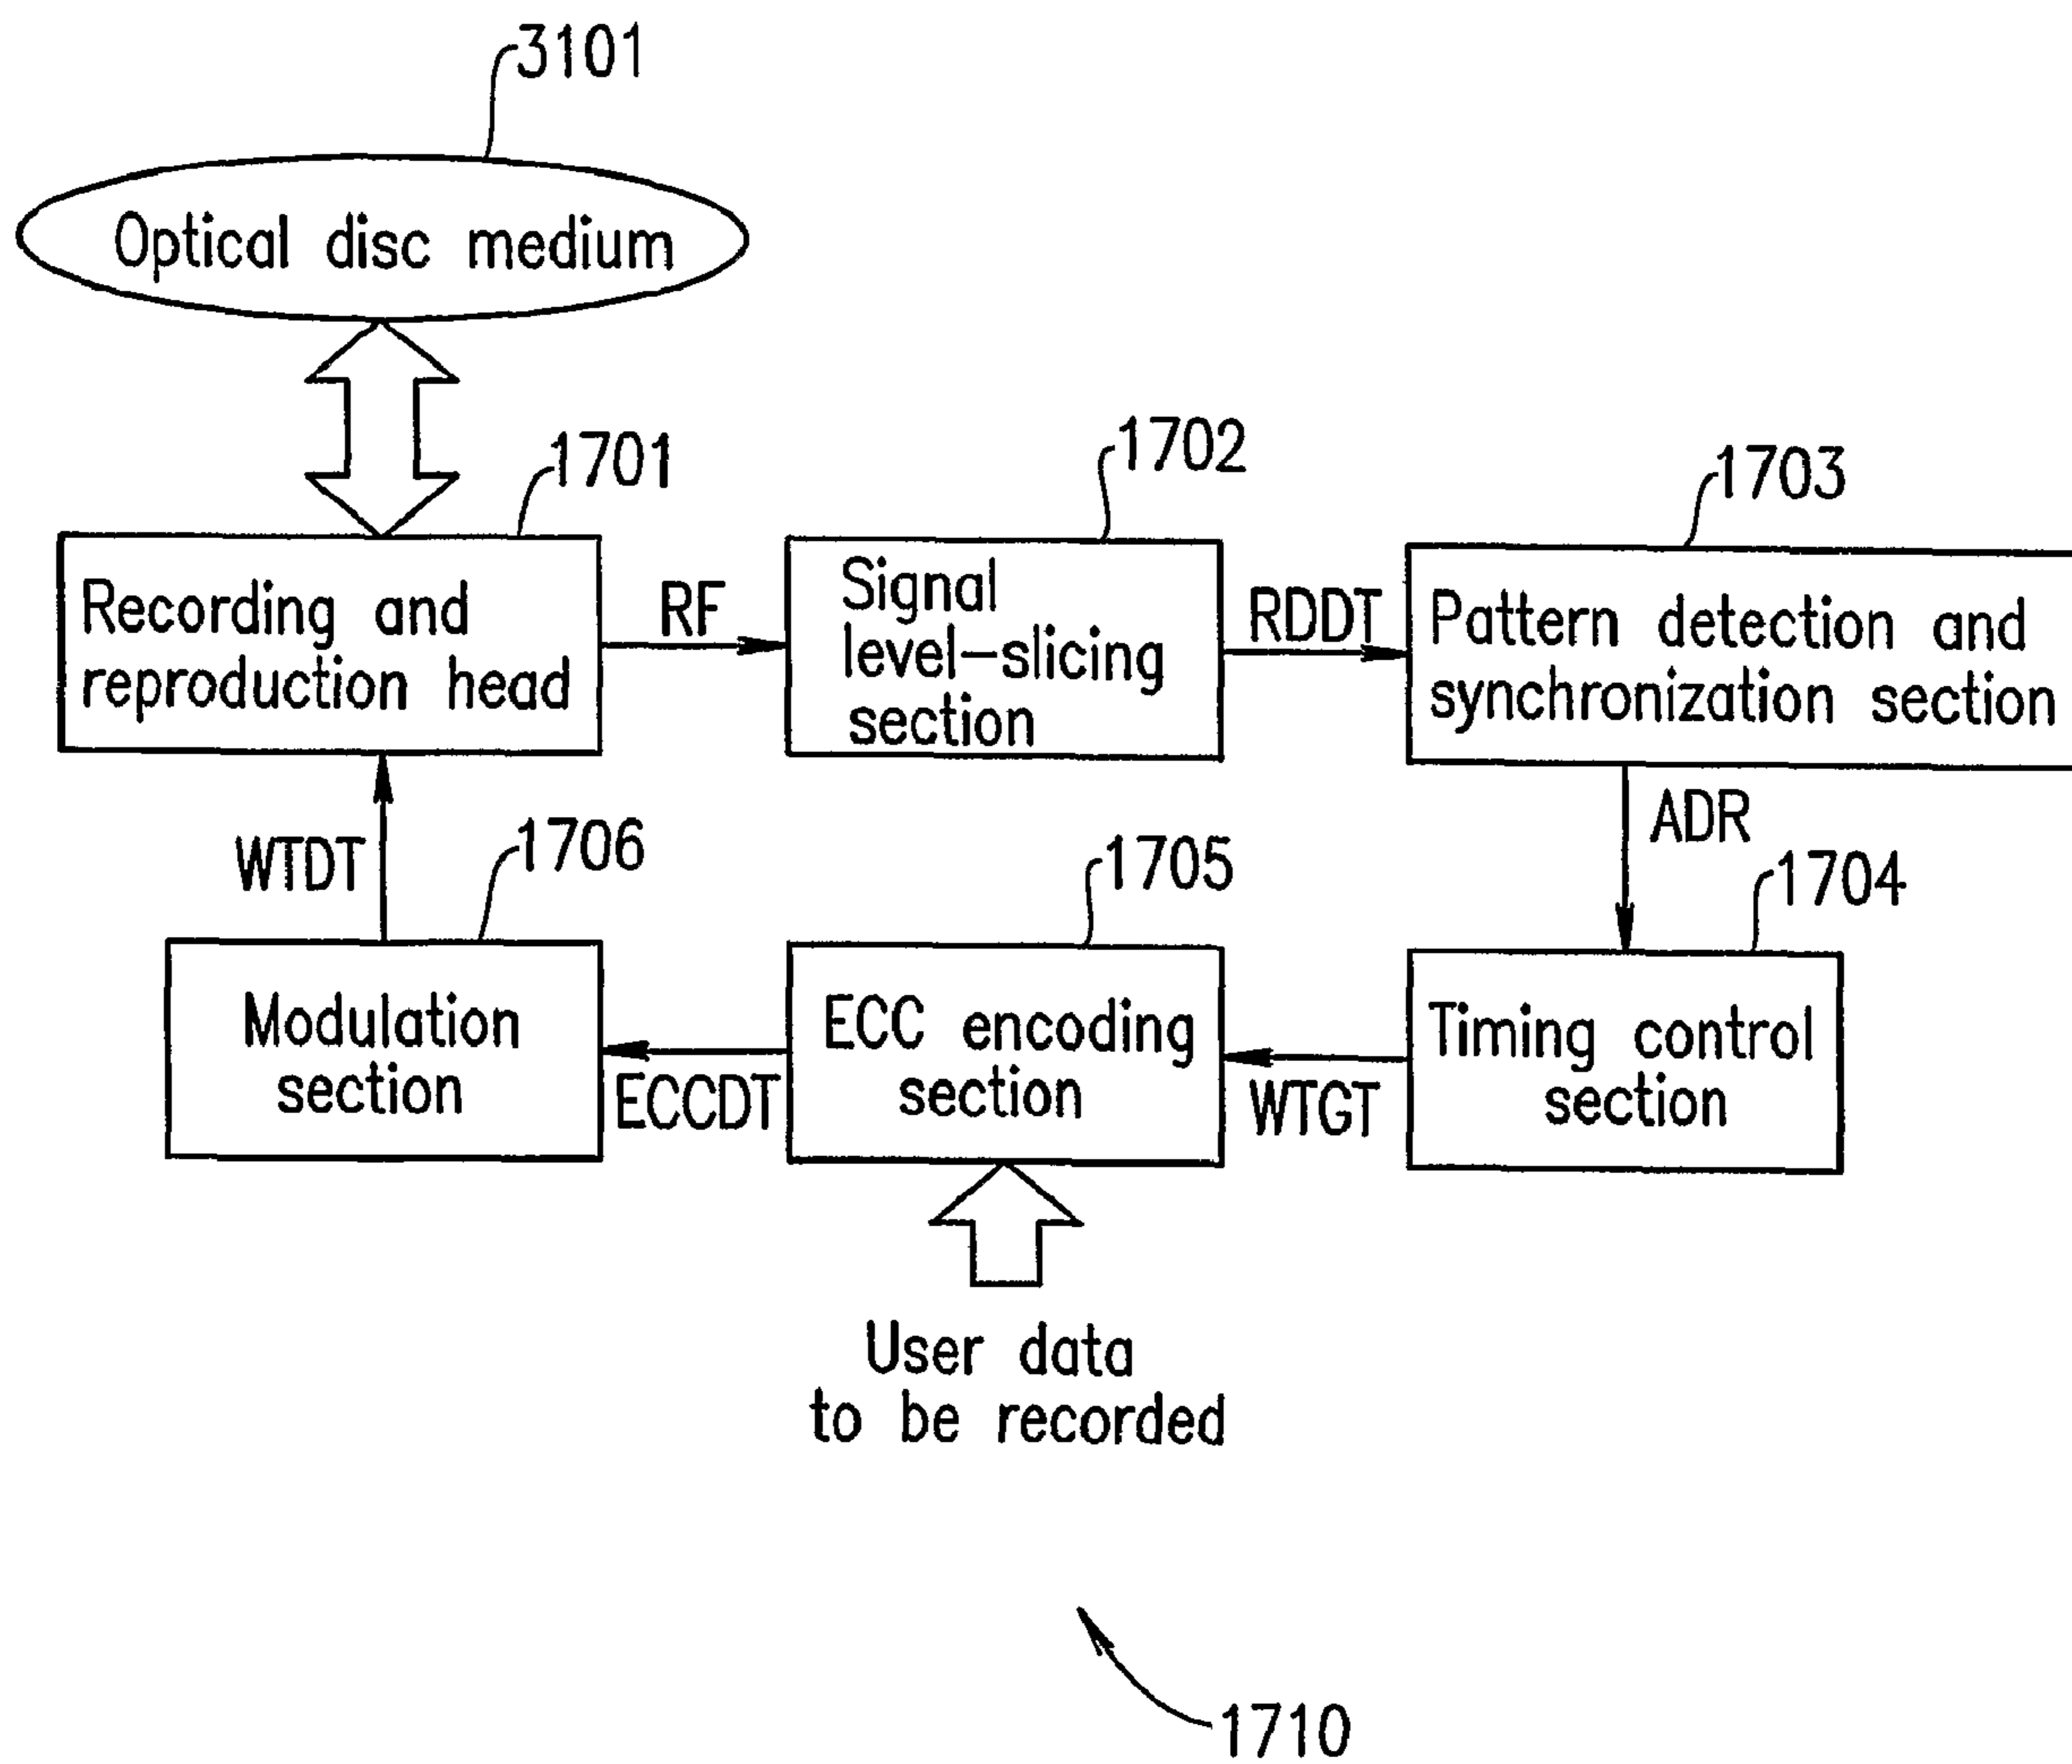 3101
Optical disc medium
1701
1702
1703
Recording and
reproduction head
RF
Signal
level-slicing
section
RDDT
Pattern detection and
synchronization section
WTDT
1706
1705
ADR
1704
Modulation
section
ECCDT
ECC encoding
section
WTGT
Timing control
section
User data
to be recorded
1710